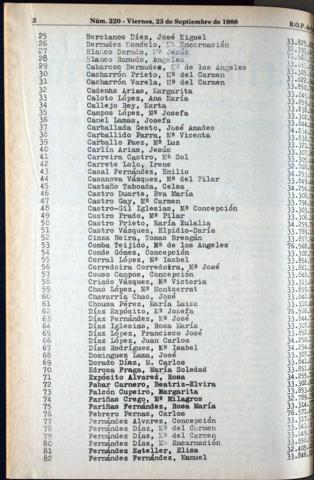 2 Núm. 220 - Viernes, 23 de Septiembre de 1988 B.O.P.
25 Bercianos Díaz, José Miguel
26 Bermúdez Mondelo, Mª Encarnación
27 Blanco Dorado, Mª Jesús
28 Blanco Ramudo, Angeles
29 Cabarcos Bermúdez, Mª de los Angeles
30 Cacharrón Prieto, Mª del Carmen
31 Cacharrón Varela, Mª del Carmen
32 Cadenas Arias, Margarita
33 Caloto López, Ana María
34 Callejo Rey, Marta
35 Campos López, Mª Josefa
36 Canel Lamas, Josefa
37 Carballada Gesto, José Amadeo
38 Carballido Parra, Mª Vicenta
39 Carballo Paez, Mª Luz
40 Carlín Arias, Jesús
41 Carreira Castro, Mª Sol
42 Carrete Lolo, Irene
43 Casal Fernández, Emilio
44 Casanova Vázquez, Mª del Pilar
45 Castaño Taboada, Celsa
46 Castro Duarte, Eva María
47 Castro Gay, Mª Carmen
48 Castro-Gil Iglesias, Mª Concepción
49 Castro Prado, Mª Pilar
50 Castro Prieto, María Eulalia
51 Castro Vázquez, Elpidio-Darío
52 Cinza Neira, Tomas Breogán
53 Comba Teijido, Mª de los Angeles
54 Conde Gómez, Concepción
55 Corral López, Mª Isabel
56 Corredoira Corredoira, Mª José
57 Couso Campos, Concepción
58 Criado Vázquez, Mª Victoria
59 Chao López, Mª Montserrat
60 Chavarría Chao, José
61 Chousa Pérez, María Luisa
62 Díaz Expósito, Mª Josefa
63 Díaz Fernández, Mª José
64 Díaz Iglesias, Rosa María
65 Díaz López, Francisco José
66 Díaz López, Juan Carlos
67 Díaz Rodríguez, Mª Isabel
68 Dominguez Lama, José
69 Dorado Díaz, M. Carlos
70 Edrosa Fraga, María Soledad
71 Expósito Alvarez, Rosa
72 Fabar Carnero, Beatriz-Elvira
73 Falcón Cupeiro, Margarita
74 Fariñas Crego, Mª Milagros
75 Fariñas Fernández, Rosa María
76 Febrero Pernas, Carlos
77 Fernández Alvarez, Concepción
78 Fernández Díaz, Mª del Carmen
79 Fernández Díaz, Mª del Carmen
80 Fernández Díaz, Mª Encarnación
81 Fernández Esteller, Elisa
82 Fernández Fernández, Manuel